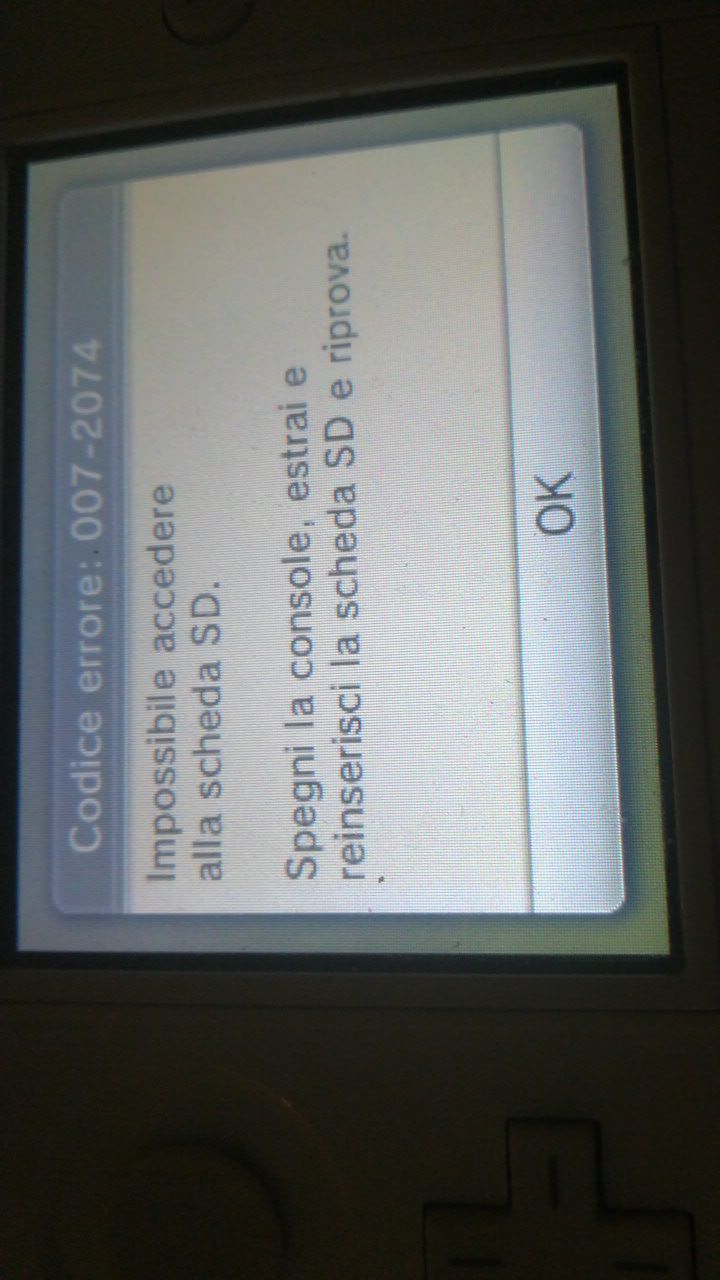 Codice errore: 007-2074
Impossibile accedere
alla scheda SD.
Spegni la console, estrai e
reinserisci la scheda SD e riprova.
OK